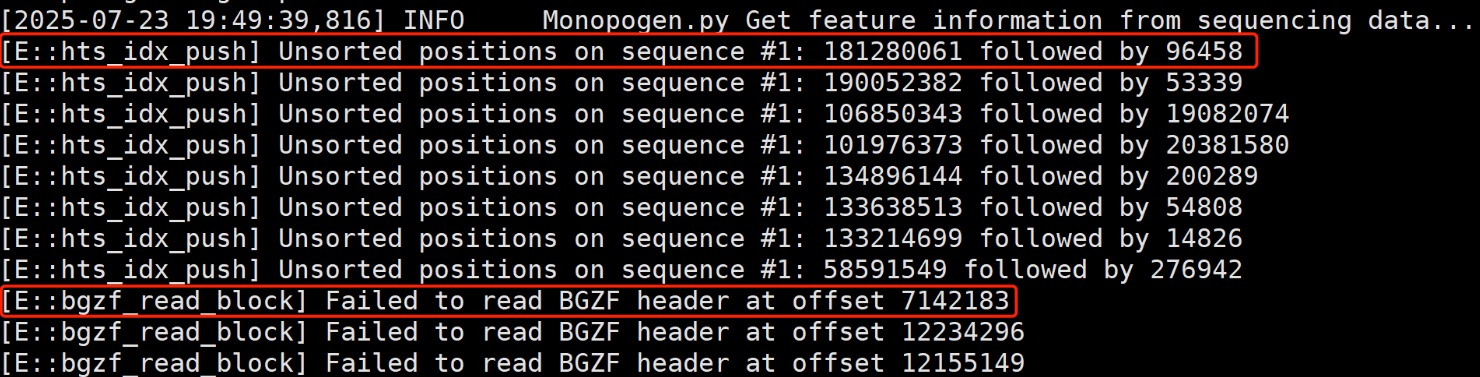 [2025-07-23 19:49:39,816] INFO     Monopogen.py Get feature information from sequencing data...
[E::hts_idx_push] Unsorted positions on sequence #1: 181280061 followed by 96458
[E::hts_idx_push] Unsorted positions on sequence #1: 190052382 followed by 53339
[E::hts_idx_push] Unsorted positions on sequence #1: 106850343 followed by 19082074
[E::hts_idx_push] Unsorted positions on sequence #1: 101976373 followed by 20381580
[E::hts_idx_push] Unsorted positions on sequence #1: 134896144 followed by 200289
[E::hts_idx_push] Unsorted positions on sequence #1: 133638513 followed by 54808
[E::hts_idx_push] Unsorted positions on sequence #1: 133214699 followed by 14826
[E::hts_idx_push] Unsorted positions on sequence #1: 58591549 followed by 276942
[E::bgzf_read_block] Failed to read BGZF header at offset 7142183
[E::bgzf_read_block] Failed to read BGZF header at offset 12234296
[E::bgzf_read_block] Failed to read BGZF header at offset 12155149